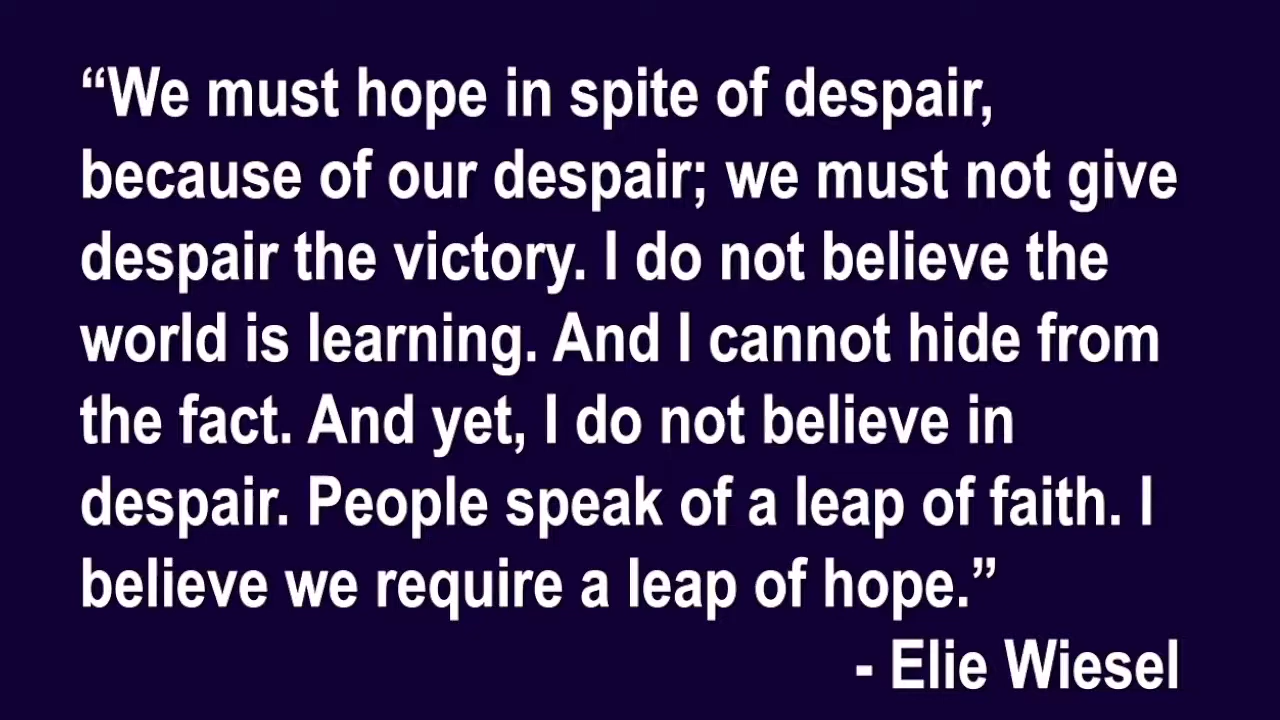 “We must hope in spite of despair,
because of our despair; we must not give
despair the victory. I do not believe the
world is learning. And I cannot hide from
the fact. And yet, I do not believe in
despair. People speak of a leap of faith. I
believe we require a leap of hope.”
- Elie Wiesel